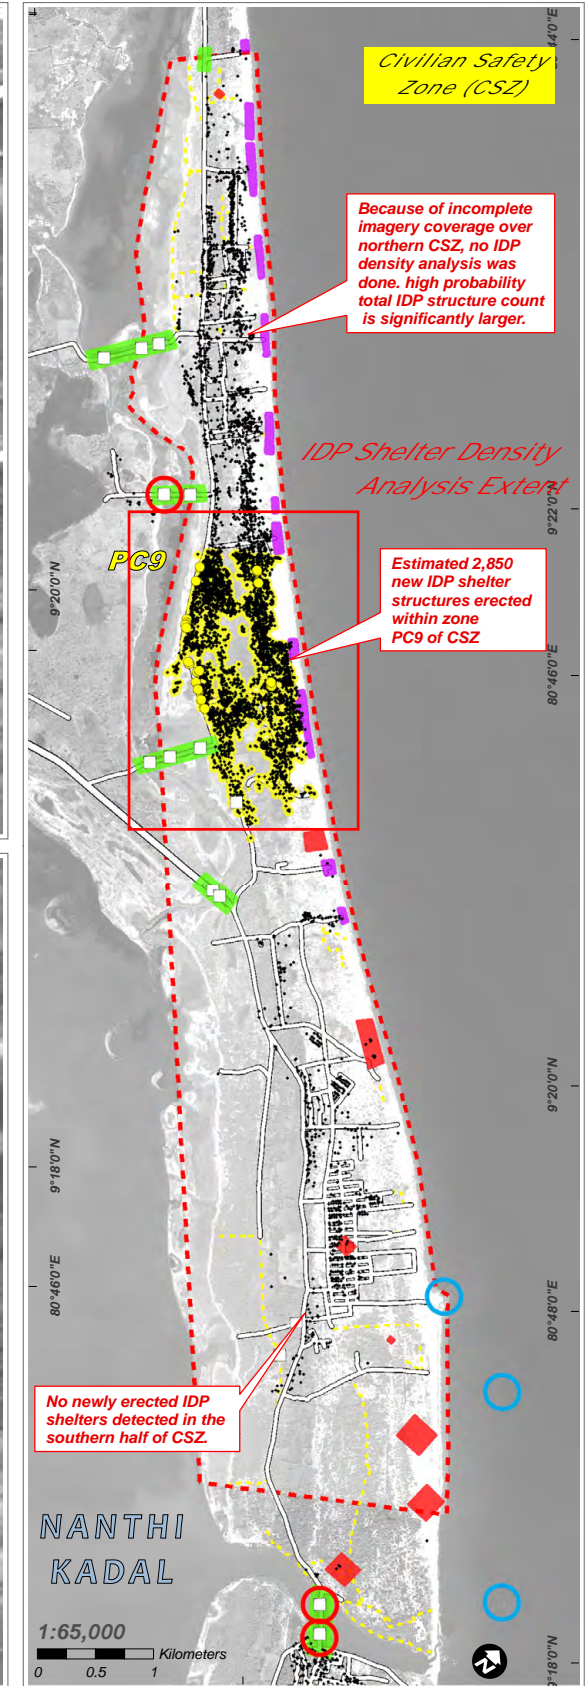 44'0"E
Civilian Safety
Zone (CSZ)
Because of incomplete
imagery coverage over
northern CSZ, no IDP
density analysis was
done. high probability
total IDP structure count
is significantly larger.
IDP Shelter Density
Analysis Extent
9°22'0"N
PC9
9°20'0"N
Estimated 2,850
new IDP shelter
structures erected
within zone
PC9 of CSZ
80°46'0"E
9°20'0"N
9°18'0"N
80°46'0"E
80°48'0"E
No newly erected IDP
shelters detected in the
southern half of CSZ.
NANTHI
KADAL
1:65,000
Kilometers
0 0.5 1
N
9°18'0"N